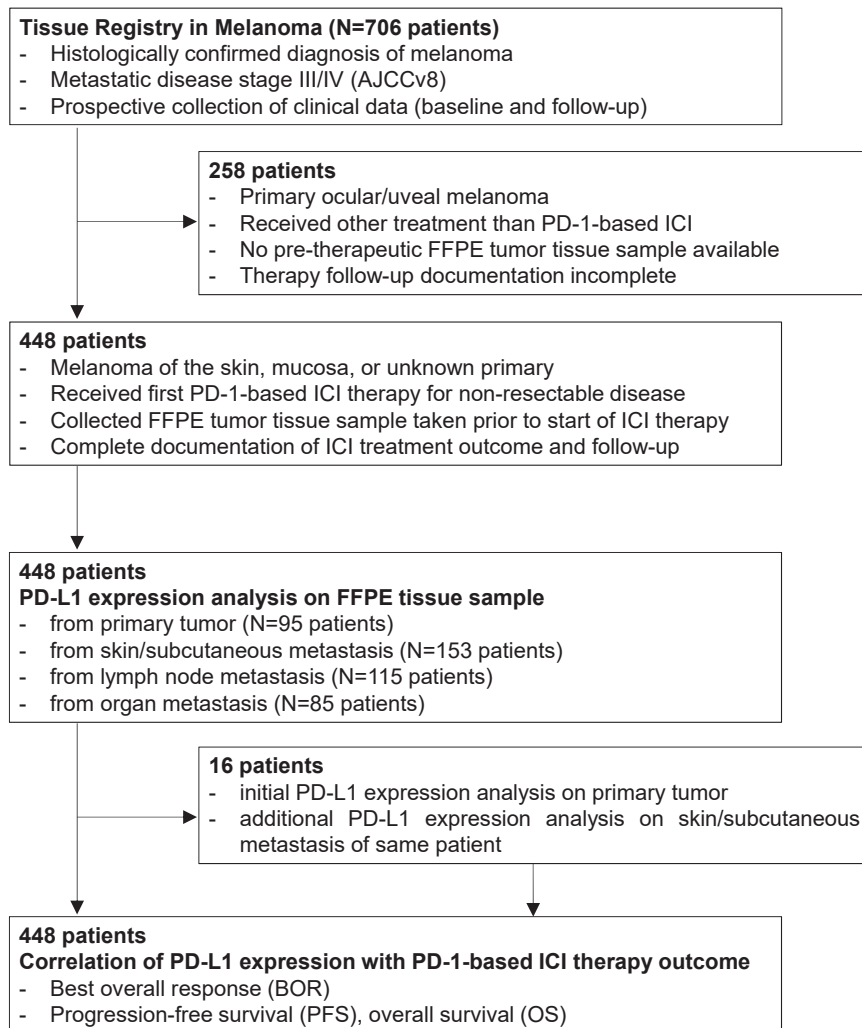 Tissue Registry in Melanoma (N=706 patients)
- Histologically confirmed diagnosis of melanoma
- Metastatic disease stage III/IV (AJCCv8)
- Prospective collection of clinical data (baseline and follow-up)
258 patients
- Primary ocular/uveal melanoma
- Received other treatment than PD-1-based ICI
- No pre-therapeutic FFPE tumor tissue sample available
- Therapy follow-up documentation incomplete
448 patients
- Melanoma of the skin, mucosa, or unknown primary
- Received first PD-1-based ICI therapy for non-resectable disease
- Collected FFPE tumor tissue sample taken prior to start of ICI therapy
- Complete documentation of ICI treatment outcome and follow-up
448 patients
PD-L1 expression analysis on FFPE tissue sample
- from primary tumor (N=95 patients)
- from skin/subcutaneous metastasis (N=153 patients)
- from lymph node metastasis (N=115 patients)
- from organ metastasis (N=85 patients)
16 patients
- initial PD-L1 expression analysis on primary tumor
- additional PD-L1 expression analysis on skin/subcutaneous
metastasis of same patient
448 patients
Correlation of PD-L1 expression with PD-1-based ICI therapy outcome
- Best overall response (BOR)
- Progression-free survival (PFS), overall survival (OS)